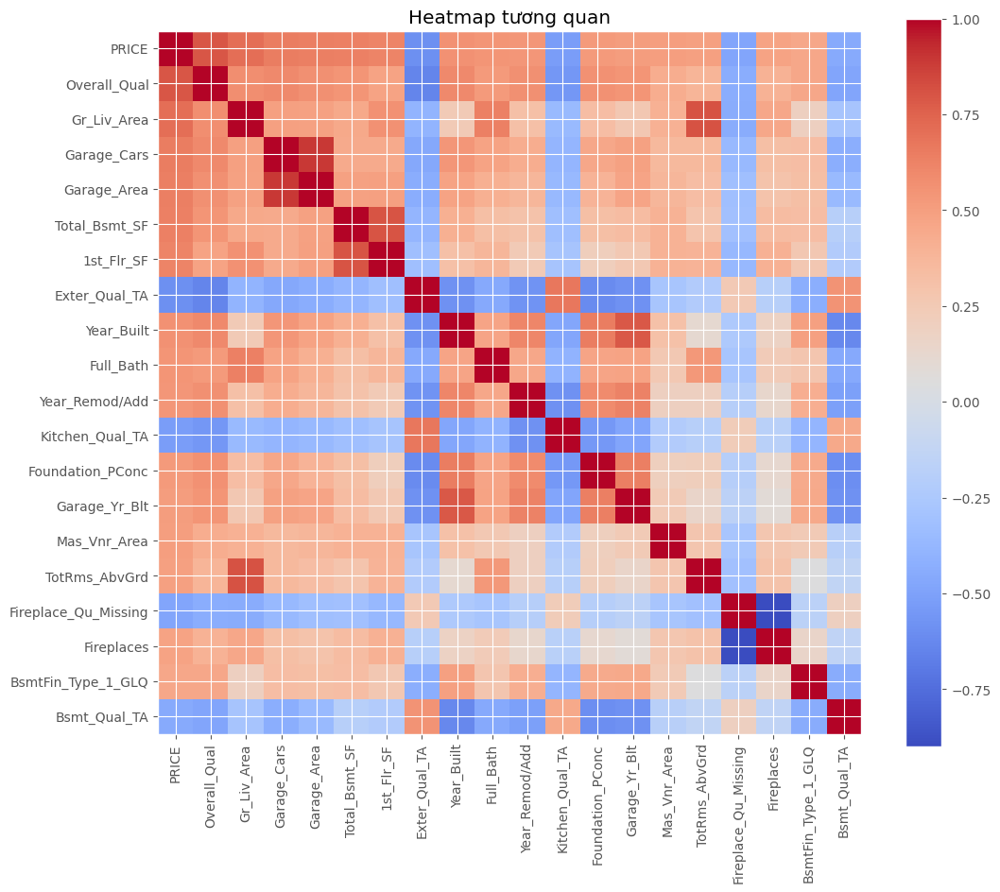 Heatmap tương quan
PRICE
Overall_Qual
Gr_Liv_Area
Garage_Cars
Garage_Area
Total_Bsmt_SF
1st_Flr_SF
Exter_Qual_TA
Year_Built
Full_Bath
Year_Remod/Add
Kitchen_Qual_TA
Foundation_PConc
Garage_Yr_Blt
Mas_Vnr_Area
TotRms_AbvGrd
Fireplace_Qu_Missing
Fireplaces
BsmtFin_Type_1_GLQ
Bsmt_Qual_TA
PRICE
Overall_Qual
Gr_Liv_Area
Garage_Cars
Garage_Area
Total_Bsmt_SF
1st_Flr_SF
Exter_Qual_TA
Year_Built
Full_Bath
Year_Remod/Add
Kitchen_Qual_TA
Foundation_PConc
Garage_Yr_Blt
Mas_Vnr_Area
TotRms_AbvGrd
Fireplace_Qu_Missing
Fireplaces
BsmtFin_Type_1_GLQ
Bsmt_Qual_TA
1.00
0.75
0.50
0.25
0.00
−0.25
−0.50
−0.75